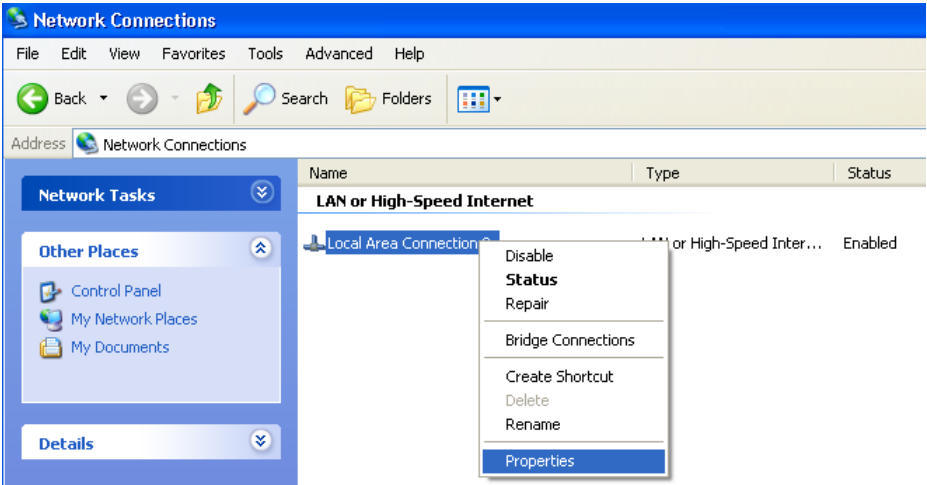 Network Connections
File Edit View Favorites Tools Advanced Help
Back Search Folders
Address Network Connections
Name Type Status
Network Tasks
LAN or High-Speed Internet
Local Area Connection or High-Speed Inter... Enabled
Other Places
Control Panel
My Network Places
My Documents
Details
Disable
Status
Repair
Bridge Connections
Create Shortcut
Delete
Rename
Properties